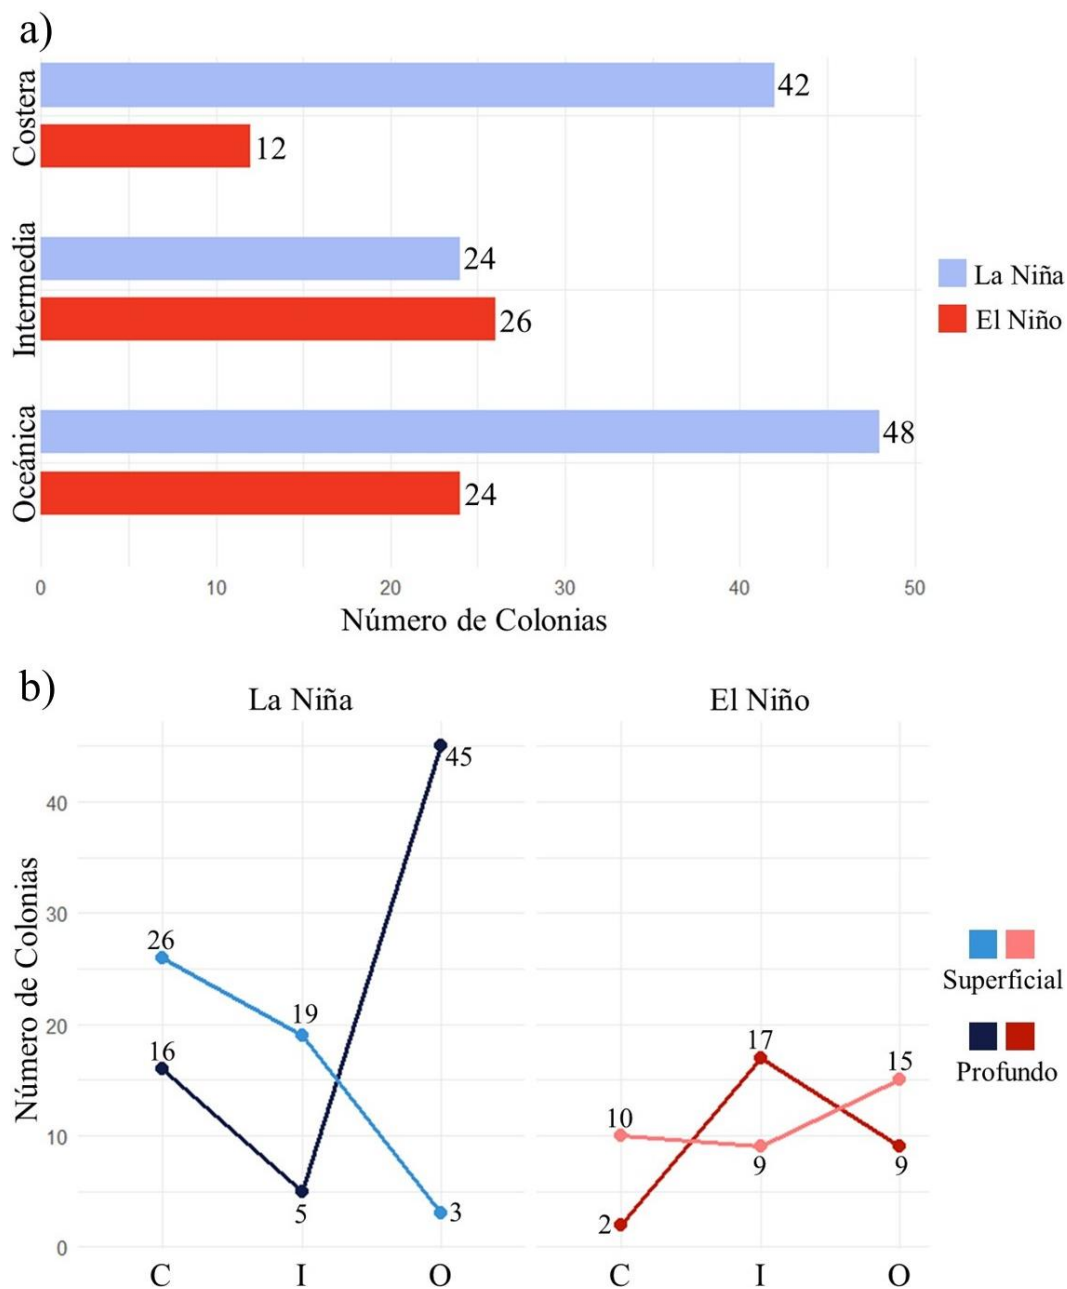 a)
Costera
42
12
Intermedia
24
26
Oceánica
48
24
La Niña
El Niño
0 10 20 30 40 50
Número de Colonias
b)
La Niña El Niño
Número de Colonias
40
30
20
10
0
26
19
45
16
5
3
10
17
15
2
9
9
Superficial
Profundo
C I O C I O